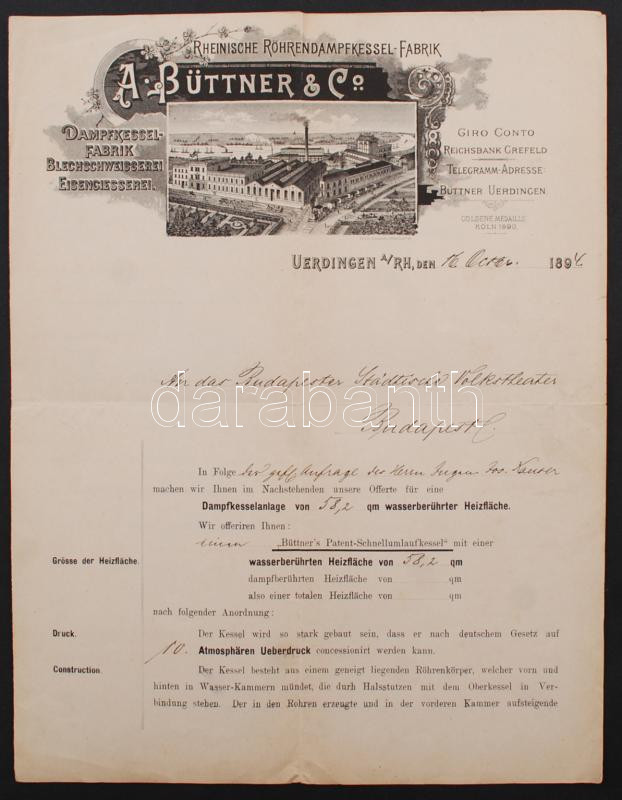 Rheinische Röhrendampfkessel-Fabrik
A. Büttner & Co.
Dampfkessel-
Fabrik
Blechschweisserei
Eisengiesserei.
Giro Conto
Reichsbank Crefeld
Telegramm-Adresse
Büttner Uerdingen
Goldene Medaille
Köln 1890.
Uerdingen a/Rh, den 16 1894.
An das Budapester Volkstheater
Budapest
darabanth
In Folge der gefl. Anfrage des Herrn
machen wir Ihnen im Nachstehenden unsere Offerte für eine
Dampfkesselanlage von 58,2 qm wasserberührter Heizfläche.
Wir offeriren Ihnen:
einen „Büttner's Patent-Schnellumlaufkessel" mit einer
Grösse der Heizfläche. wasserberührten Heizfläche von 58,2 qm
dampfberührten Heizfläche von qm
also einer totalen Heizfläche von qm
nach folgender Anordnung:
Druck. Der Kessel wird so stark gebaut sein, dass er nach deutschem Gesetz auf
10. Atmosphären Ueberdruck concessionirt werden kann.
Construction. Der Kessel besteht aus einem geneigt liegenden Röhrenkörper, welcher vorn und
hinten in Wasser-Kammern mündet, die durh Halsstutzen mit dem Oberkessel in Ver-
bindung stehen. Der in den Rohren erzeugte und in der vorderen Kammer aufsteigende